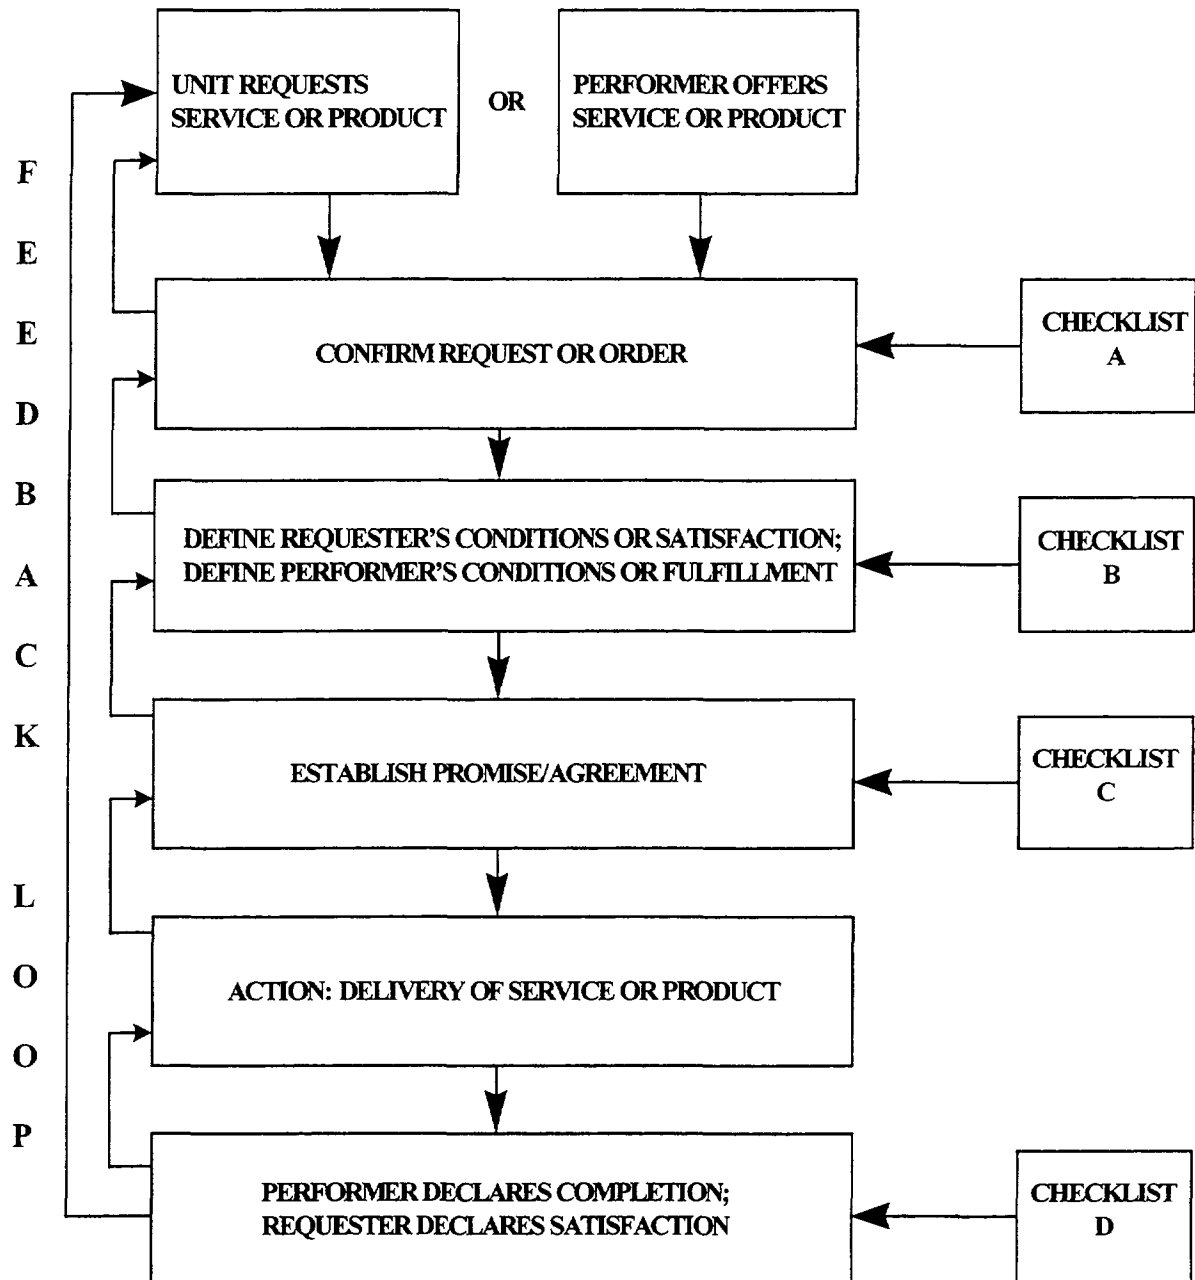 UNIT REQUESTS
SERVICE OR PRODUCT
OR
PERFORMER OFFERS
SERVICE OR PRODUCT
CONFIRM REQUEST OR ORDER
CHECKLIST
A
DEFINE REQUESTER'S CONDITIONS OR SATISFACTION;
DEFINE PERFORMER'S CONDITIONS OR FULFILLMENT
CHECKLIST
B
ESTABLISH PROMISE/AGREEMENT
CHECKLIST
C
ACTION: DELIVERY OF SERVICE OR PRODUCT
PERFORMER DECLARES COMPLETION;
REQUESTER DECLARES SATISFACTION
CHECKLIST
D
F
E
E
D
B
A
C
K
L
O
O
P